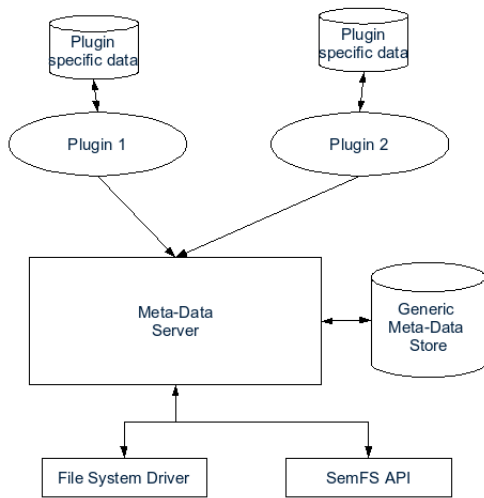 Plugin
specific data
Plugin
specific data
Plugin 1
Plugin 2
Meta-Data
Server
Generic
Meta-Data
Store
File System Driver
SemFS API